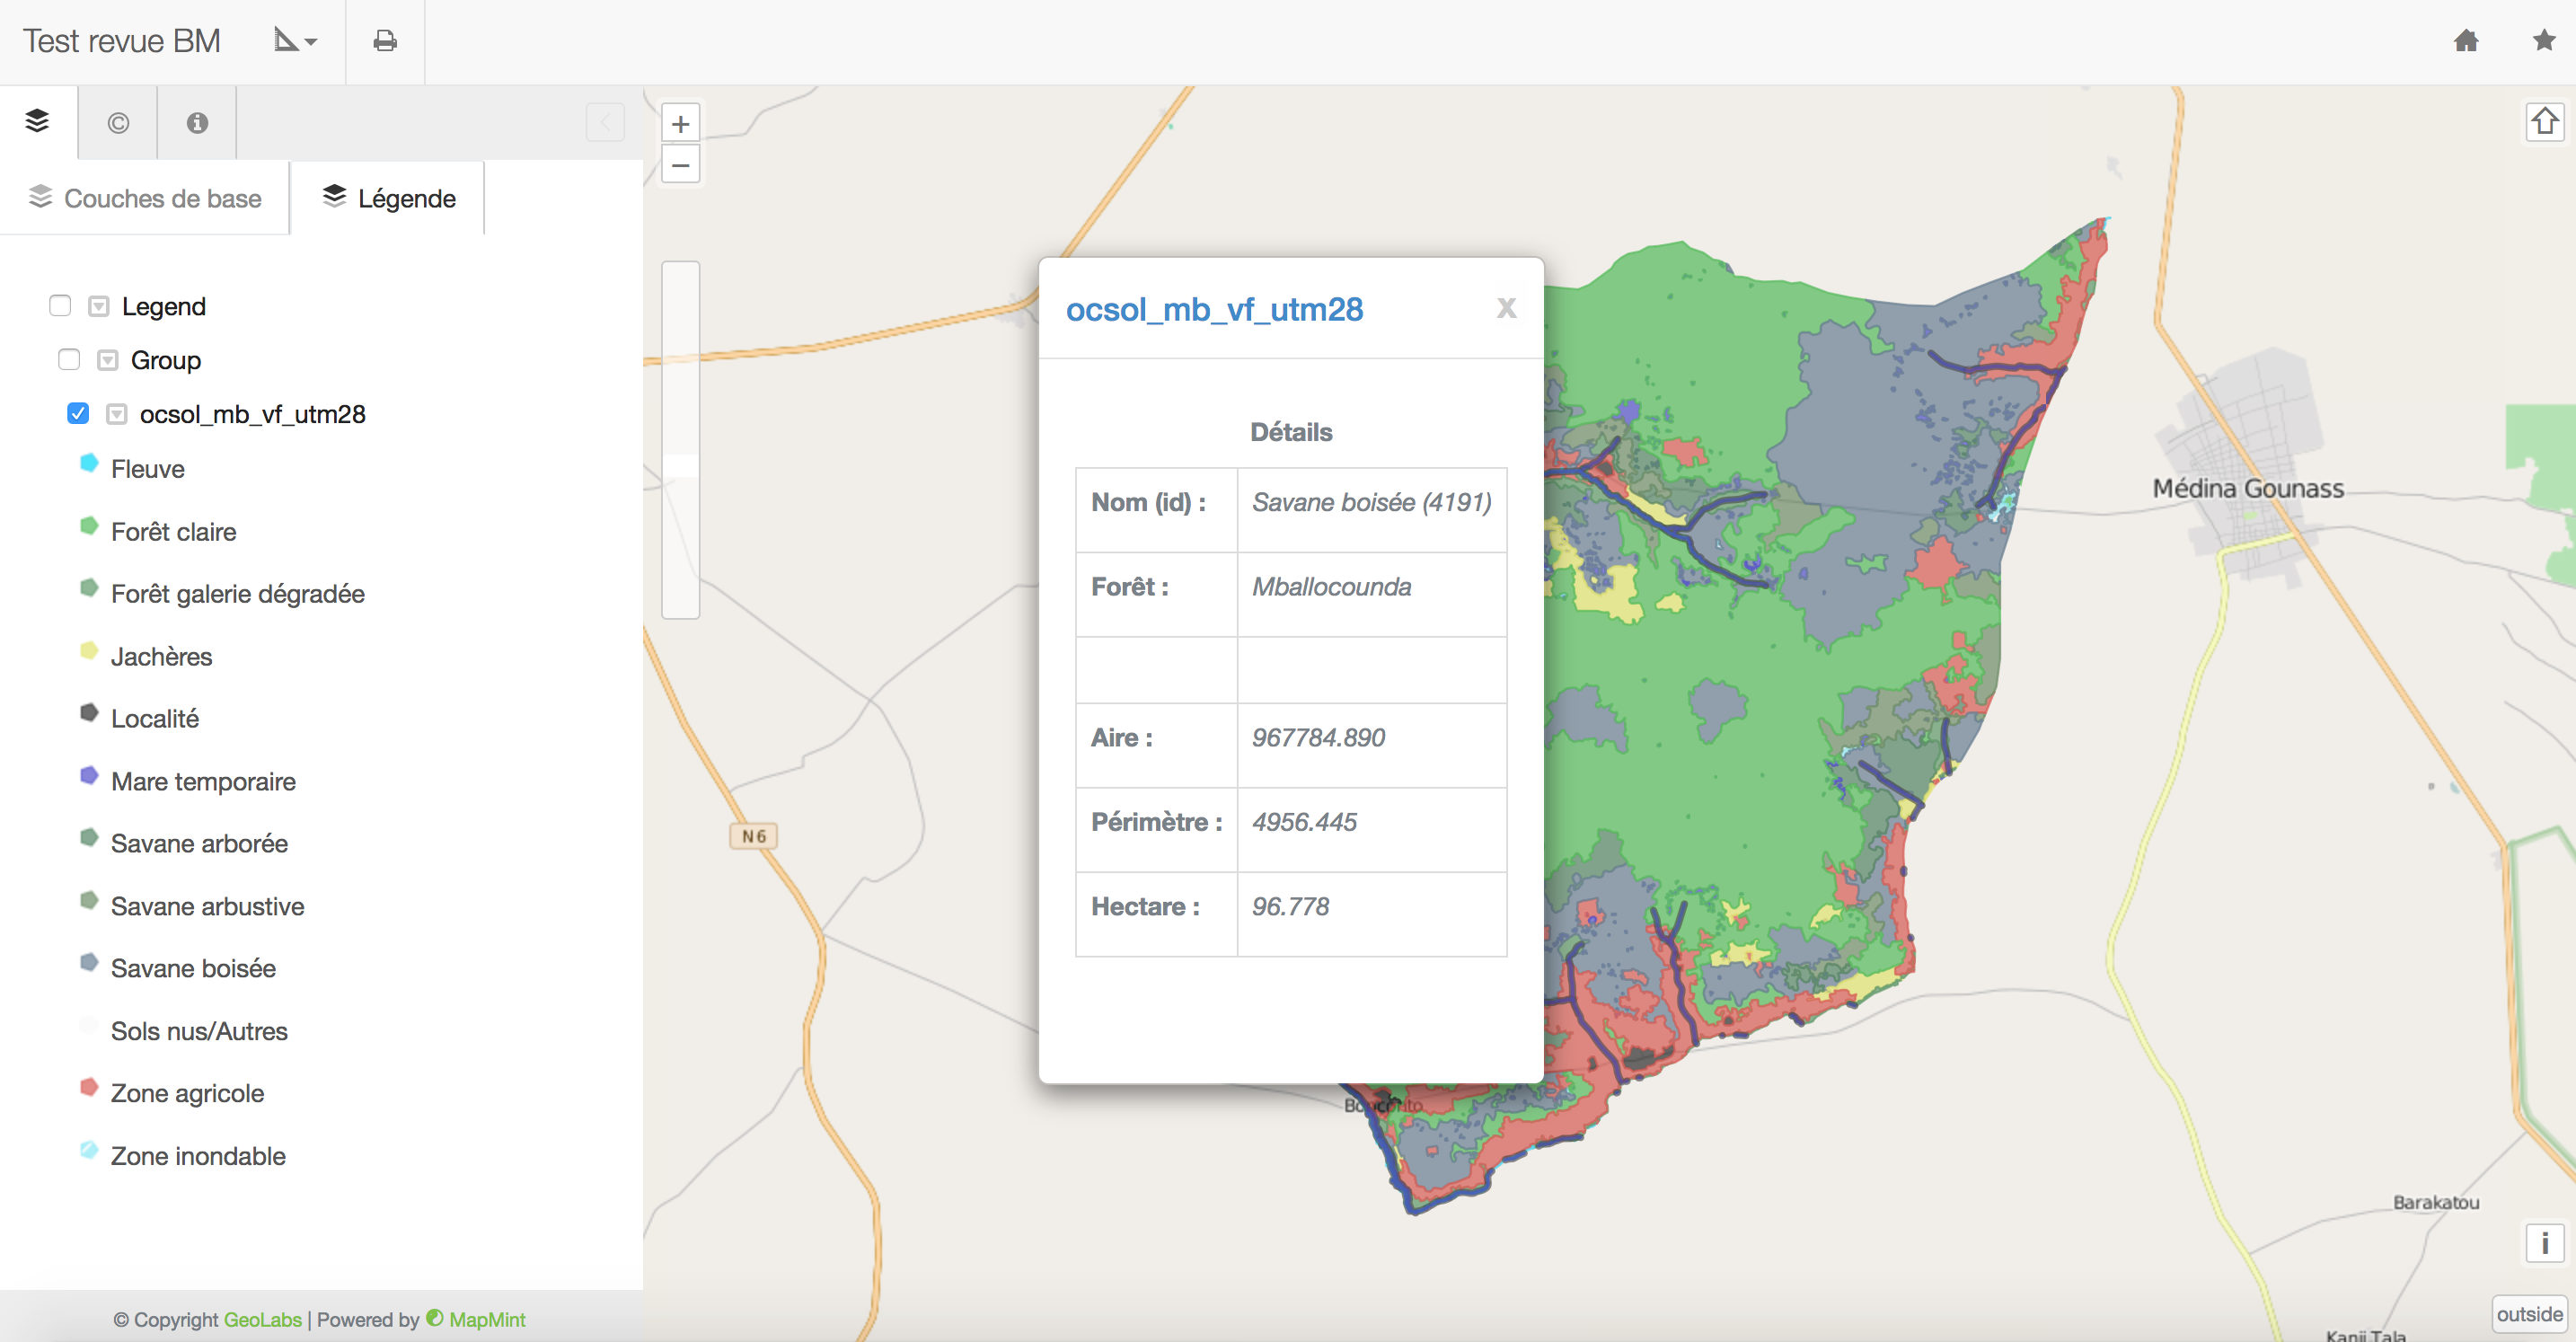 Test revue BM
Couches de base
Légende
Legend
Group
ocsol_mb_vf_utm28
Fleuve
Forêt claire
Forêt galerie dégradée
Jachères
Localité
Mare temporaire
Savane arborée
Savane arbustive
Savane boisée
Sols nus/Autres
Zone agricole
Zone inondable
© Copyright GeoLabs | Powered by MapMint
+
−
N 6
ocsol_mb_vf_utm28
X
Détails
Nom (id) : Savane boisée (4191)
Forêt : Mballocounda
Aire : 967784.890
Périmètre : 4956.445
Hectare : 96.778
Médina Gounass
Barakatou
i
outside